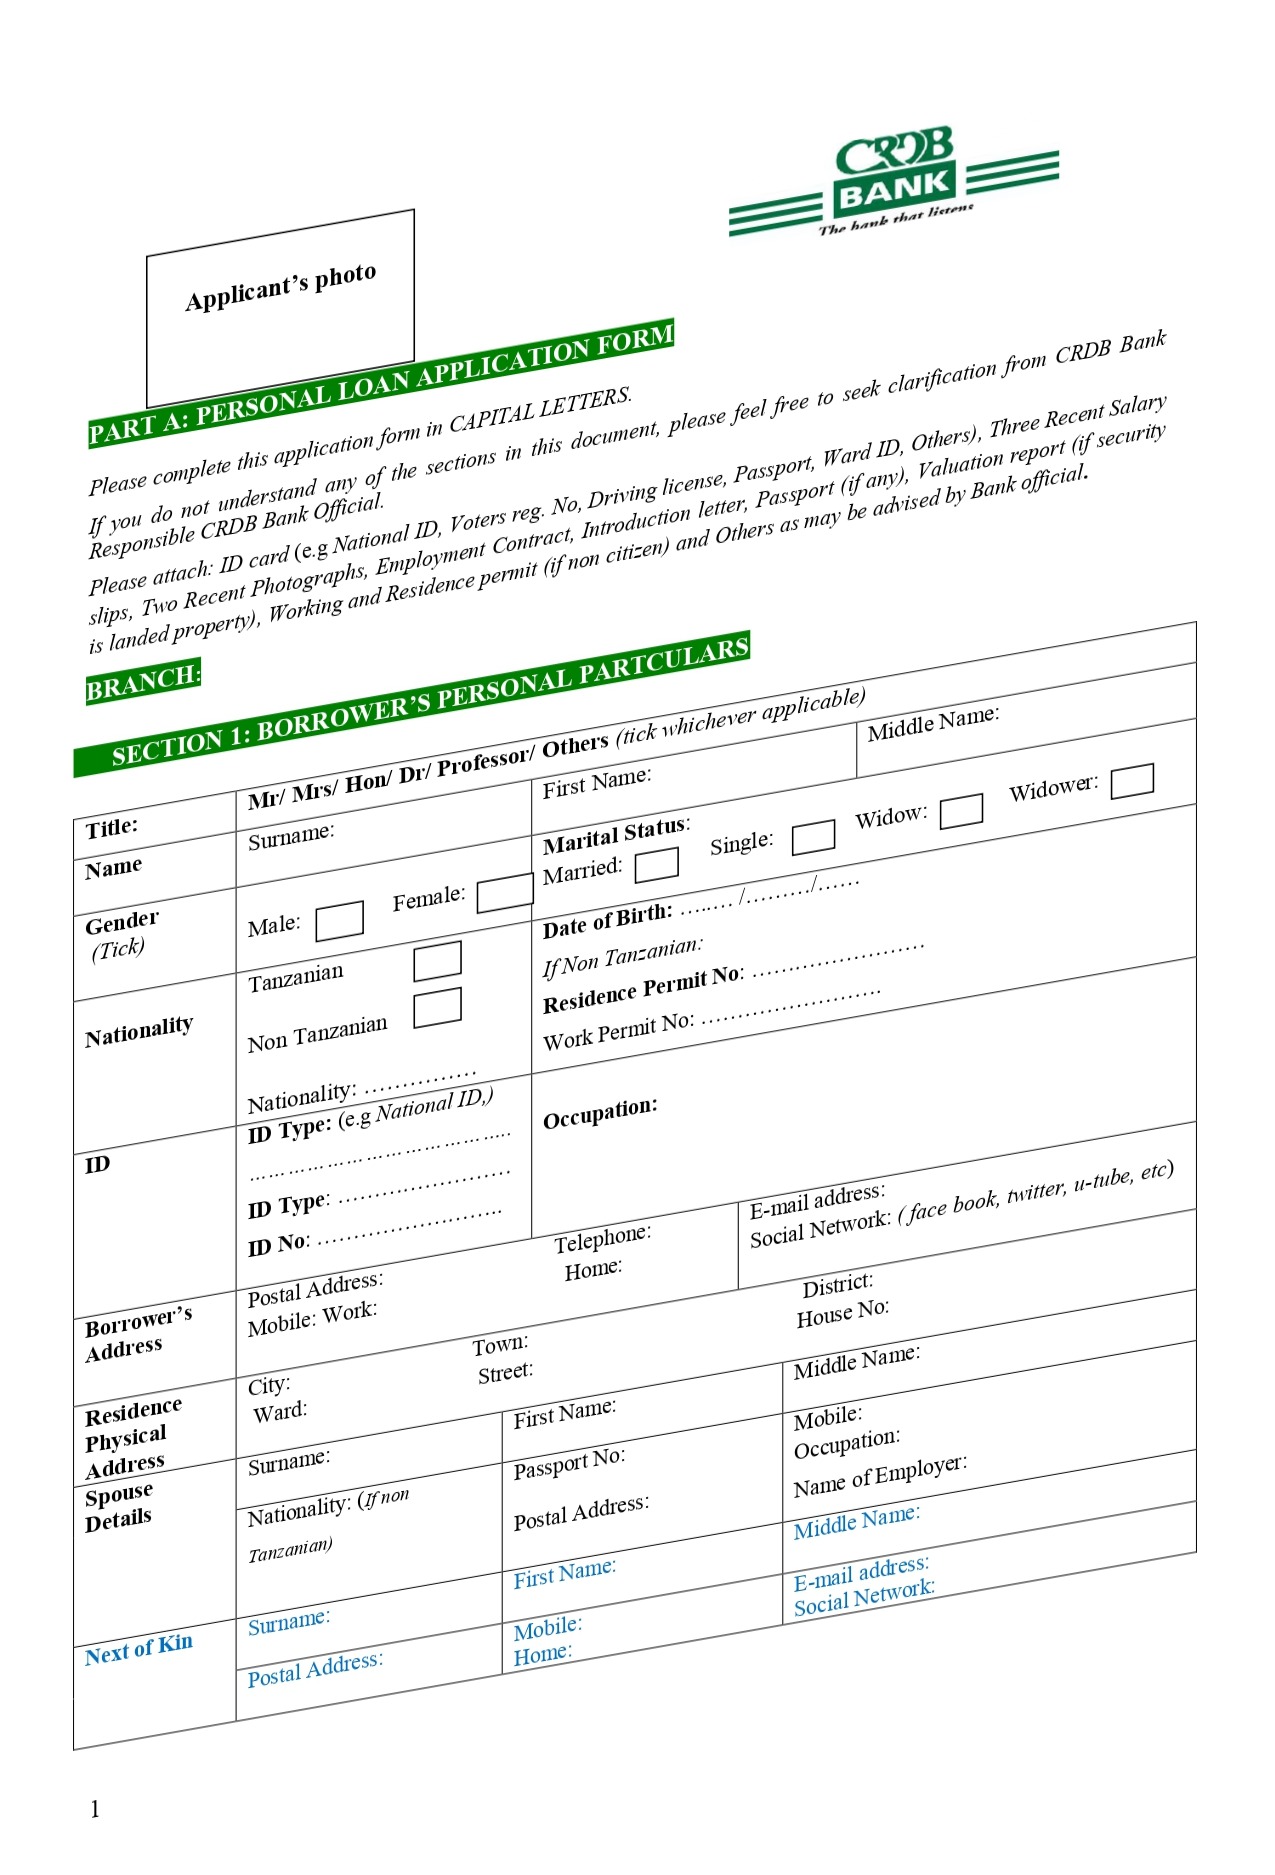 CRDB
BANK
The bank that listens
Applicant’s photo
PART A: PERSONAL LOAN APPLICATION FORM
Please complete this application form in CAPITAL LETTERS.
If you do not understand any of the sections in this document, please feel free to seek clarification from CRDB Bank
Responsible CRDB Bank Official.
Please attach: ID card (e.g National ID, Voters reg. No, Driving license, Passport, Ward ID, Others), Three Recent Salary
slips, Two Recent Photographs, Employment Contract, Introduction letter, Passport (if any), Valuation report (if security
is landed property), Working and Residence permit (if non citizen) and Others as may be advised by Bank official.
BRANCH:
SECTION 1: BORROWER’S PERSONAL PARTCULARS
Title:
Mr/ Mrs/ Hon/ Dr/ Professor/ Others (tick whichever applicable)
Name
Surname:
First Name:
Middle Name:
Gender
(Tick)
Male:
Female:
Marital Status:
Married:
Single:
Widow:
Widower:
Nationality
Tanzanian
Non Tanzanian
Nationality: ……………
Date of Birth: …..… /………/……
If Non Tanzanian:
Residence Permit No: ……………………
Work Permit No: …………………….
ID
ID Type: (e.g National ID,)
………………………………..
ID Type: ……………………
ID No: …………………….
Occupation:
Borrower’s
Address
Postal Address:
Telephone:
Mobile: Work:
Home:
E-mail address:
Social Network: ( face book, twitter, u-tube, etc)
Residence
Physical
Address
City:
Town:
District:
Ward:
Street:
House No:
Spouse
Details
Surname:
First Name:
Middle Name:
Nationality: (If non
Tanzanian)
Passport No:
Postal Address:
Mobile:
Occupation:
Name of Employer:
Next of Kin
Surname:
First Name:
Middle Name:
Postal Address:
Mobile:
Home:
E-mail address:
Social Network:
1